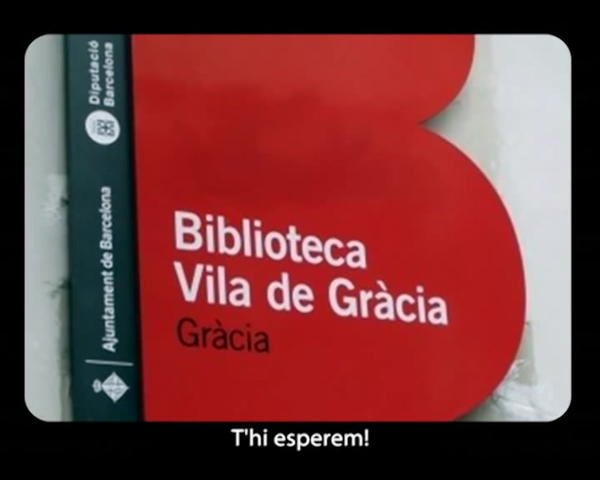 Diputació
Barcelona
Ajuntament de Barcelona
Biblioteca
Vila de Gràcia
Gràcia
T'hi esperem!